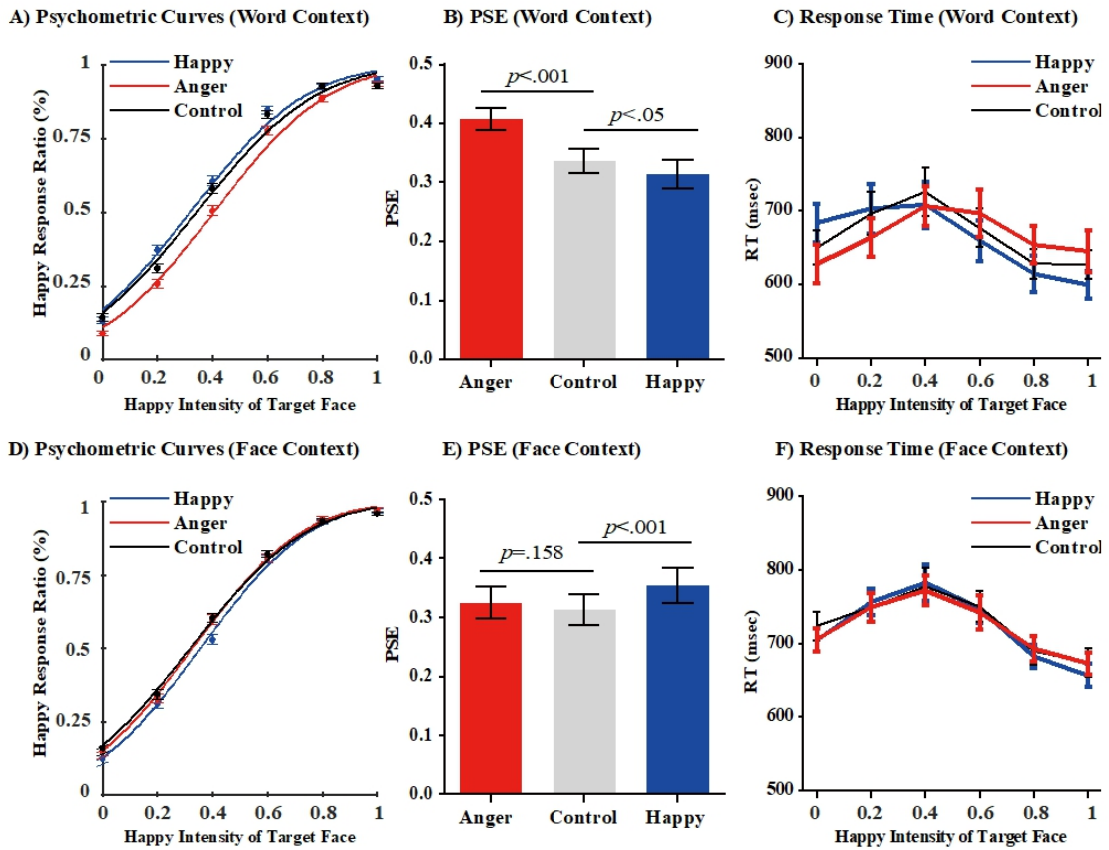 A) Psychometric Curves (Word Context)
Happy
Anger
Control
Happy Response Ratio (%)
1
0.75
0.5
0.25
0
0 0.2 0.4 0.6 0.8 1
Happy Intensity of Target Face
B) PSE (Word Context)
p<.001
p<.05
PSE
0.5
0.4
0.3
0.2
0.1
0.0
Anger Control Happy
C) Response Time (Word Context)
Happy
Anger
Control
RT (msec)
900
800
700
600
500
0 0.2 0.4 0.6 0.8 1
Happy Intensity of Target Face
D) Psychometric Curves (Face Context)
Happy
Anger
Control
Happy Response Ratio (%)
1
0.75
0.5
0.25
0
0 0.2 0.4 0.6 0.8 1
Happy Intensity of Target Face
E) PSE (Face Context)
p=.158
p<.001
PSE
0.5
0.4
0.3
0.2
0.1
0.0
Anger Control Happy
F) Response Time (Face Context)
Happy
Anger
Control
RT (msec)
900
800
700
600
500
0 0.2 0.4 0.6 0.8 1
Happy Intensity of Target Face